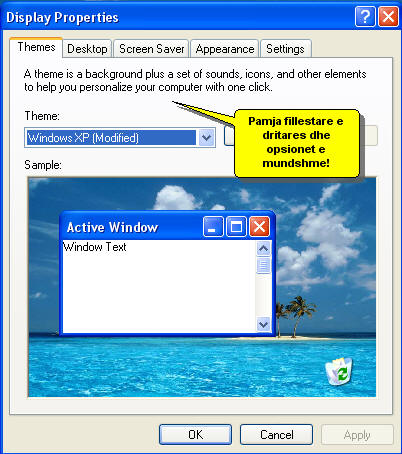 Display Properties
Themes Desktop Screen Saver Appearance Settings
A theme is a background plus a set of sounds, icons, and other elements
to help you personalize your computer with one click.
Theme:
Windows XP (Modified)
Pamja fillestare e
dritares dhe
opsionet e
mundshme!
Sample:
Active Window
Window Text
OK Cancel Apply